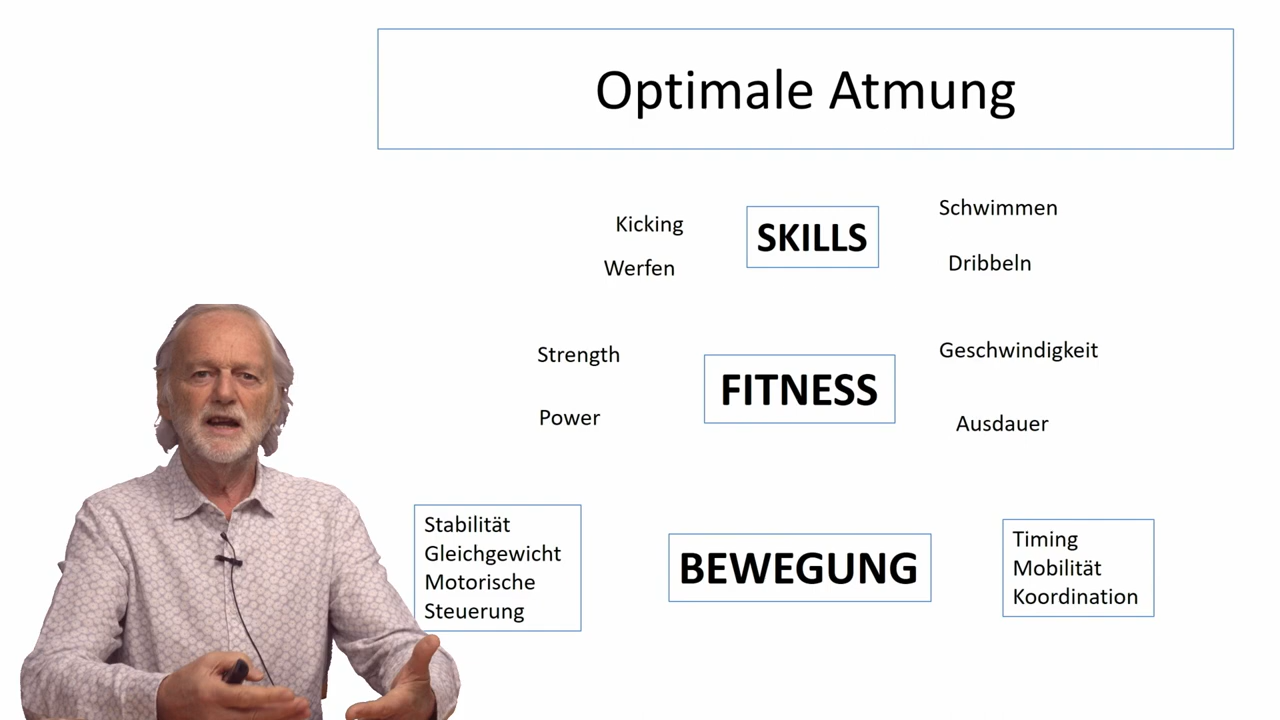 Optimale Atmung
Kicking
SKILLS
Schwimmen
Werfen
Dribbeln
Strength
FITNESS
Geschwindigkeit
Power
Ausdauer
Stabilität
Gleichgewicht
Motorische
Steuerung
BEWEGUNG
Timing
Mobilität
Koordination